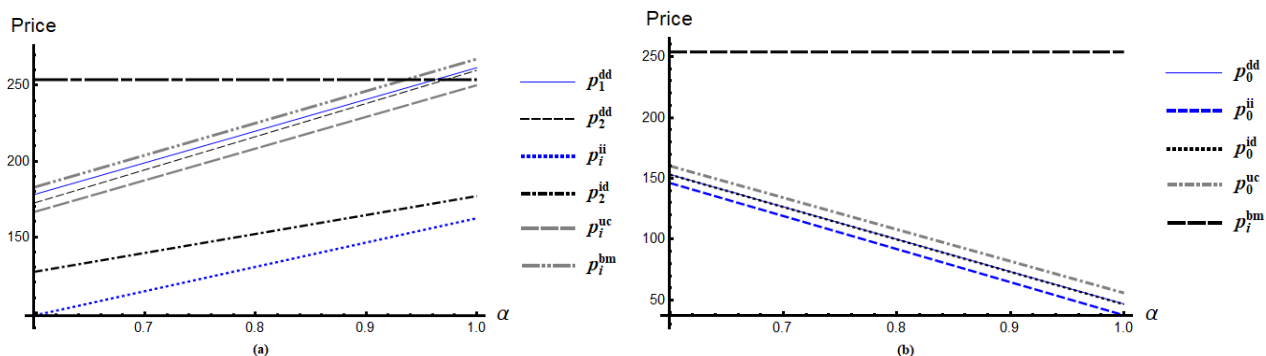 Price
250
200
150
0.7
0.8
0.9
1.0
α
(a)
p₁ᵈᵈ
p₂ᵈᵈ
pᵢⁱⁱ
p₂ⁱᵈ
pᵢᵘᶜ
pᵢᵇᵐ
Price
250
200
150
100
50
0.7
0.8
0.9
1.0
α
(b)
p₀ᵈᵈ
p₀ⁱⁱ
p₀ⁱᵈ
p₀ᵘᶜ
pᵢᵇᵐ